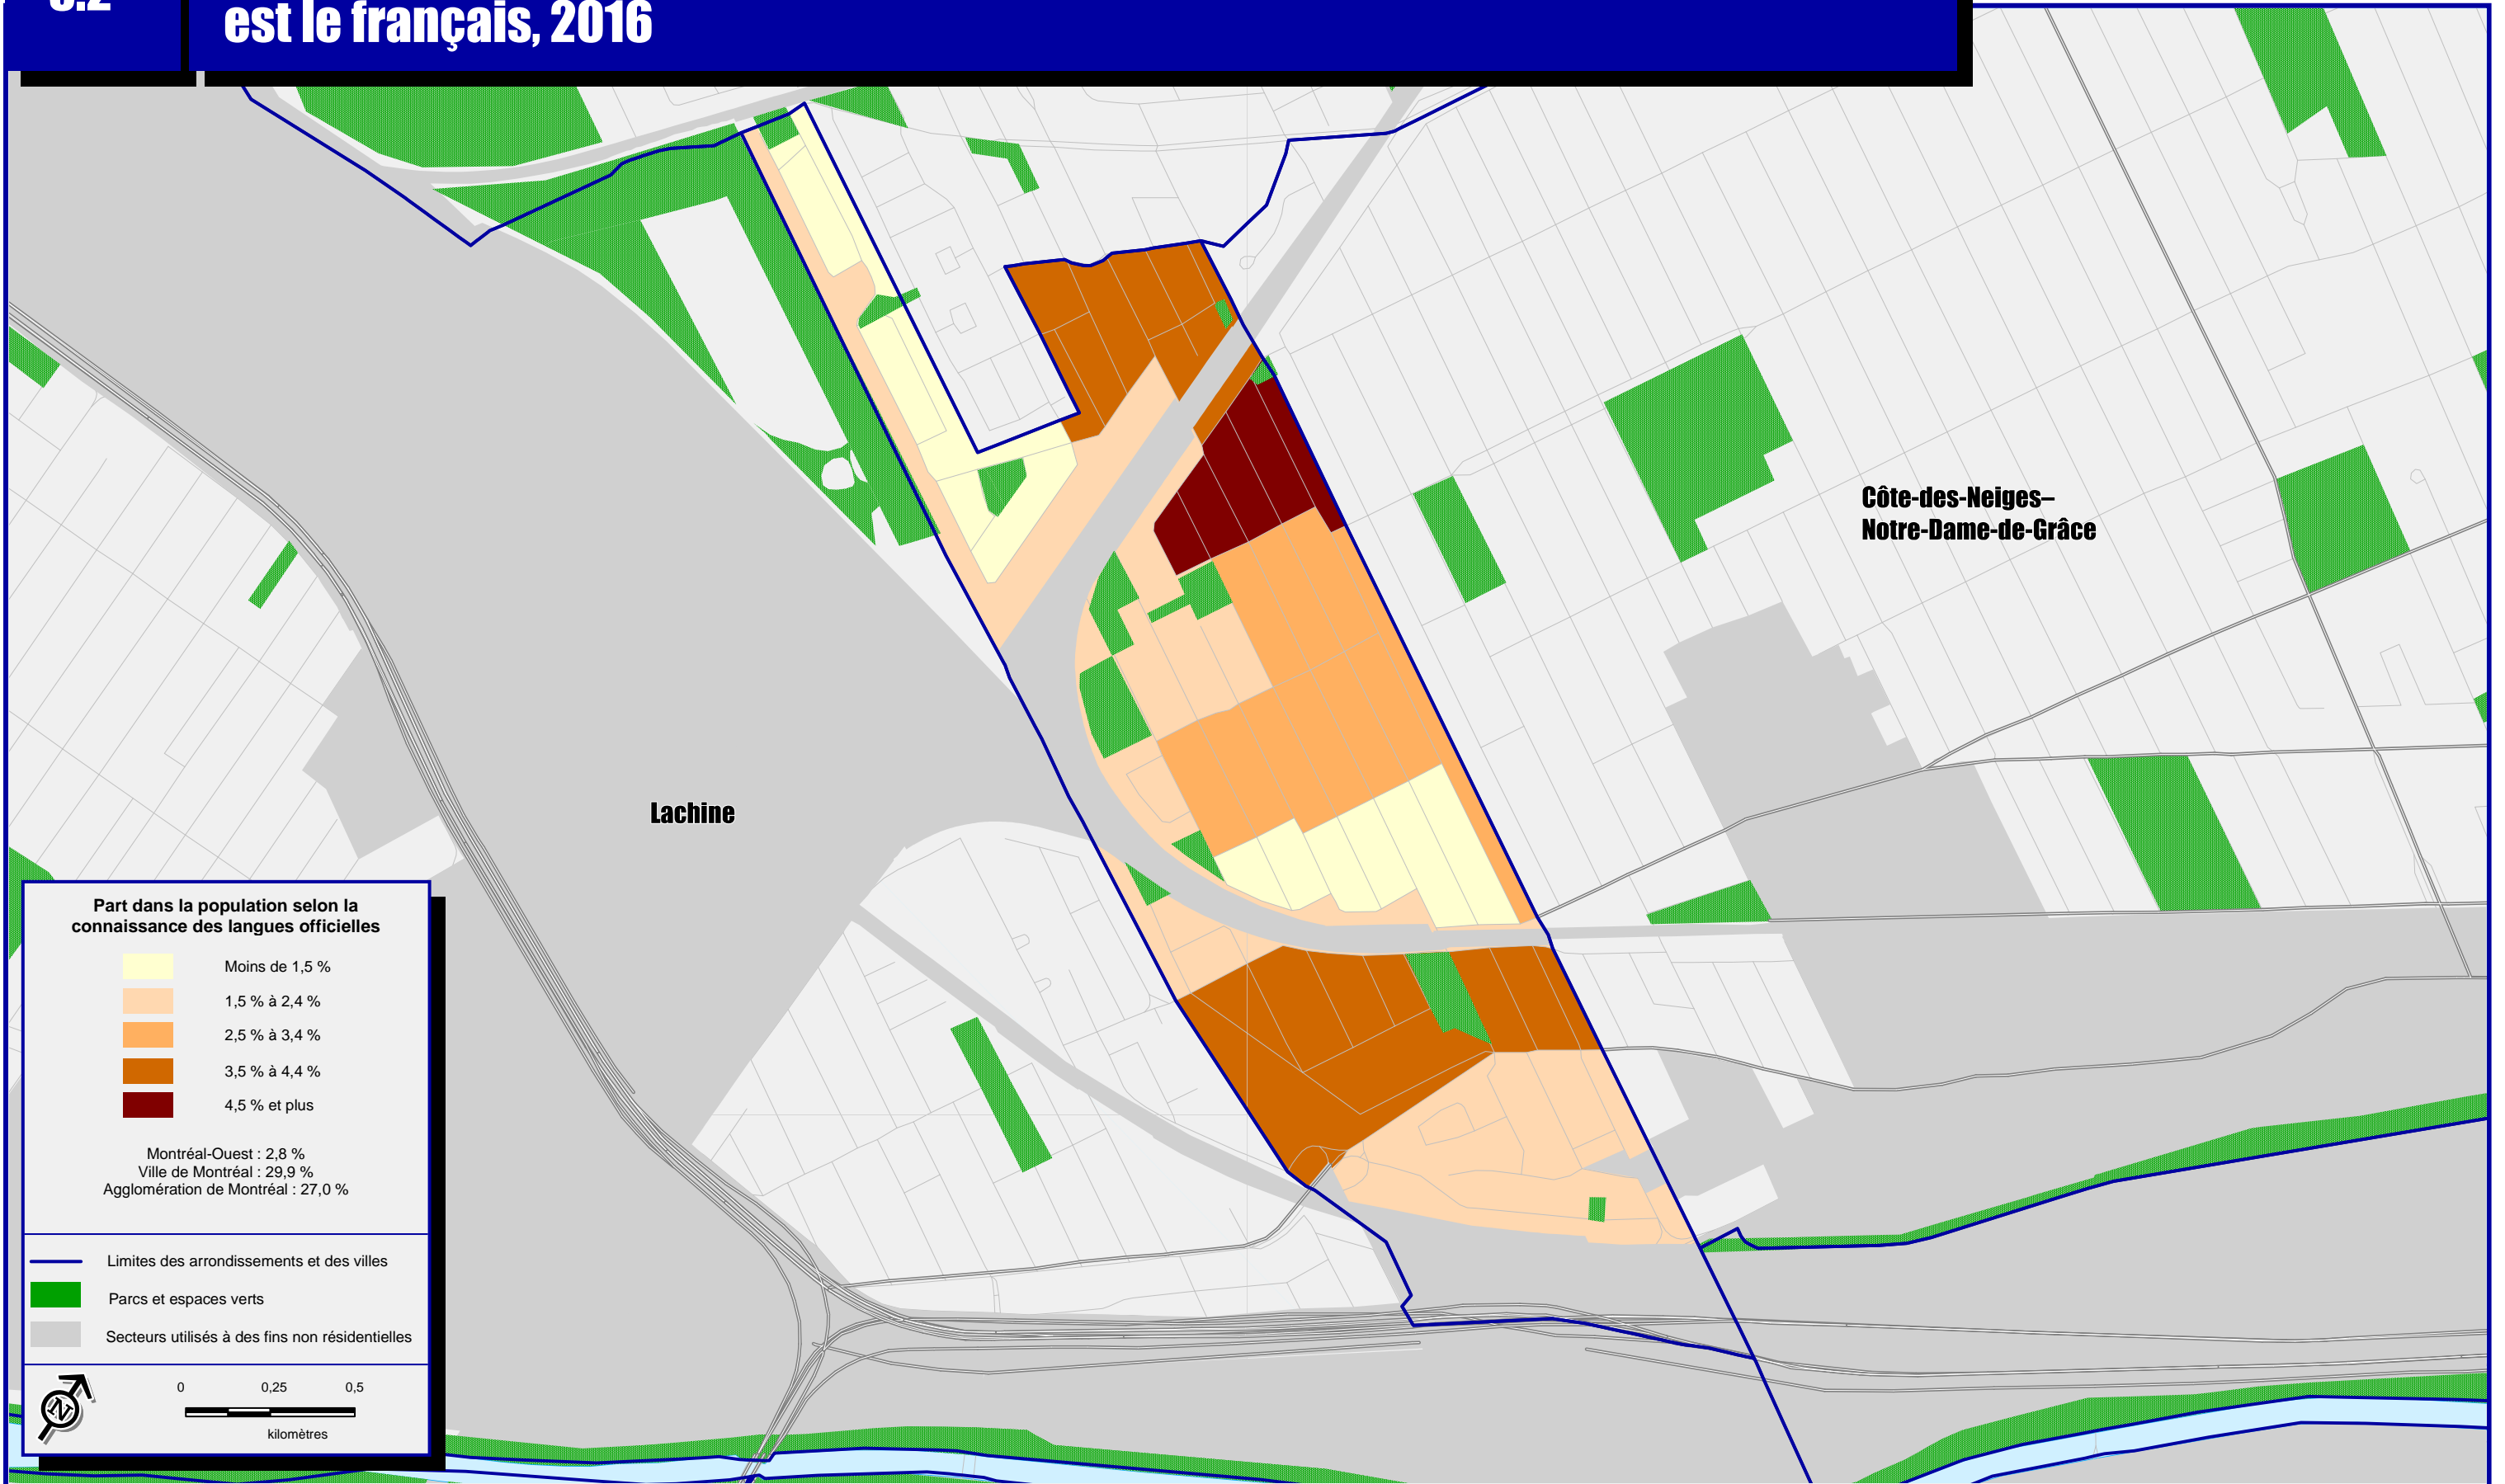 est le français, 2016
Côte-des-Neiges–
Notre-Dame-de-Grâce
Lachine
Part dans la population selon la
connaissance des langues officielles
Moins de 1,5 %
1,5 % à 2,4 %
2,5 % à 3,4 %
3,5 % à 4,4 %
4,5 % et plus
Montréal-Ouest : 2,8 %
Ville de Montréal : 29,9 %
Agglomération de Montréal : 27,0 %
Limites des arrondissements et des villes
Parcs et espaces verts
Secteurs utilisés à des fins non résidentielles
N
0 0,25 0,5
kilomètres